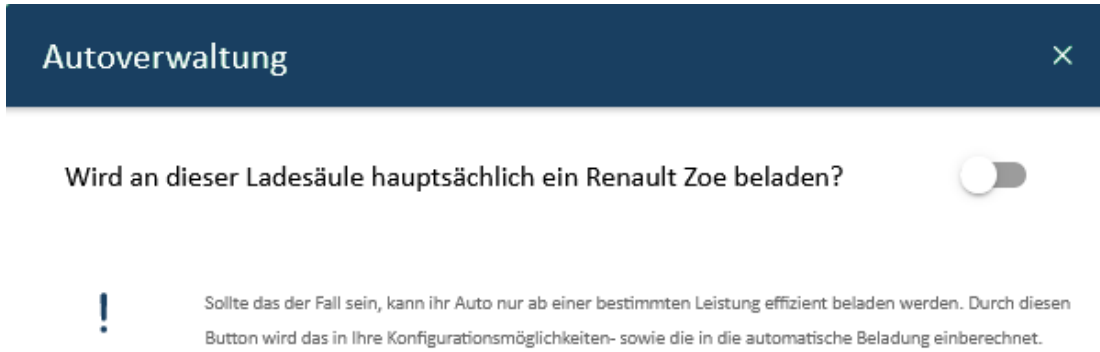 Autoverwaltung
Wird an dieser Ladesäule hauptsächlich ein Renault Zoe beladen?
Sollte das der Fall sein, kann ihr Auto nur ab einer bestimmten Leistung effizient beladen werden. Durch diesen
Button wird das in Ihre Konfigurationsmöglichkeiten- sowie die in die automatische Beladung einberechnet.